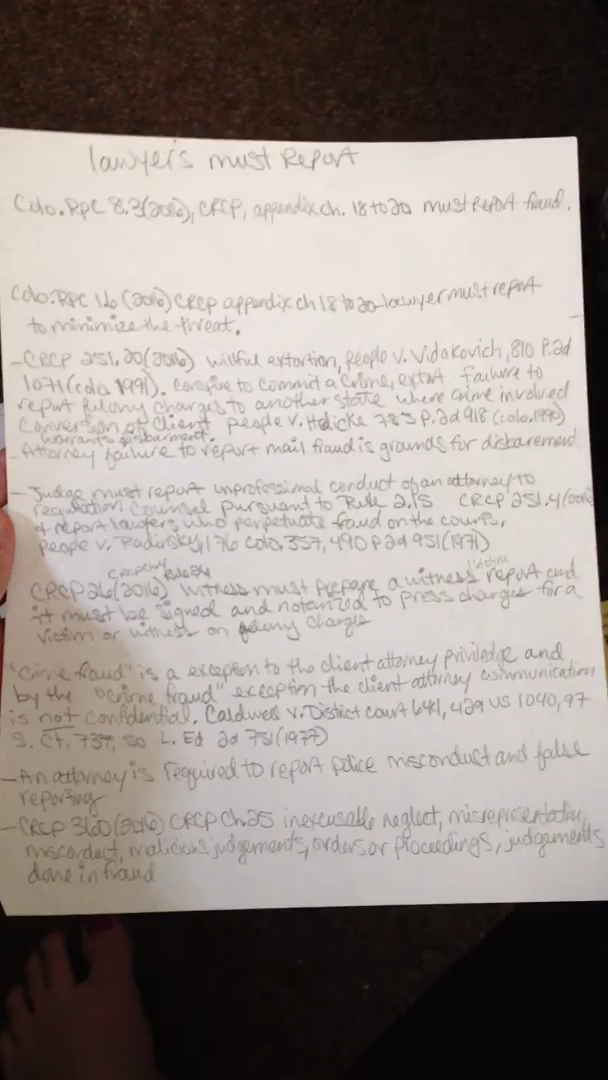 lawyers must Report
Colo.RPC 8.3(2016), CRCP, appendix ch. 18 to 20 must report fraud.
Colo.RPC 1.6 (2016) CRCP appendix ch 18 to 20 lawyer must report
to minimize the threat.
-CRCP 251.20(2016) willful extortion, People v. Vidakovich, 810 P.2d
1071 (Colo 1991). Conspire to commit a crime, extort. failure to
report felony charges to another state where crime involved
conversion of client people v. Hedicke 783 P.2d 918 (Colo.1990)
warrants disbarment.
- Attorney failure to report mail fraud is grounds for disbarement
- Judge must report unprofessional conduct of an attorney to
regulation counsel pursuant to Rule 2.15 CRCP 251.4/(2016)
& report lawyers who perpetuate fraud on the courts.
People v. Radinsky, 176 Colo, 357, 490 P2d 951 (1971)
victim
CRCP 26(2016) witness must prepare a witness report and
it must be signed and notarized to press charges for a
victim or witness on felony charges
"Crime fraud" is a exception to the client attorney priviledge and
by the "crime fraud" exception the client attorney communication
is not confidential. Caldwell v. District court 641, 429 US 1040, 97
S. Ct. 737, 50 L. Ed 2d 751 (1977)
- An attorney is required to report police misconduct and false
reporting
- CRCP 360 (2016) CRCP Ch.25 inexcusable neglect, misrepresentation,
misconduct, malicious judgements, orders or proceedings, judgements
done in fraud